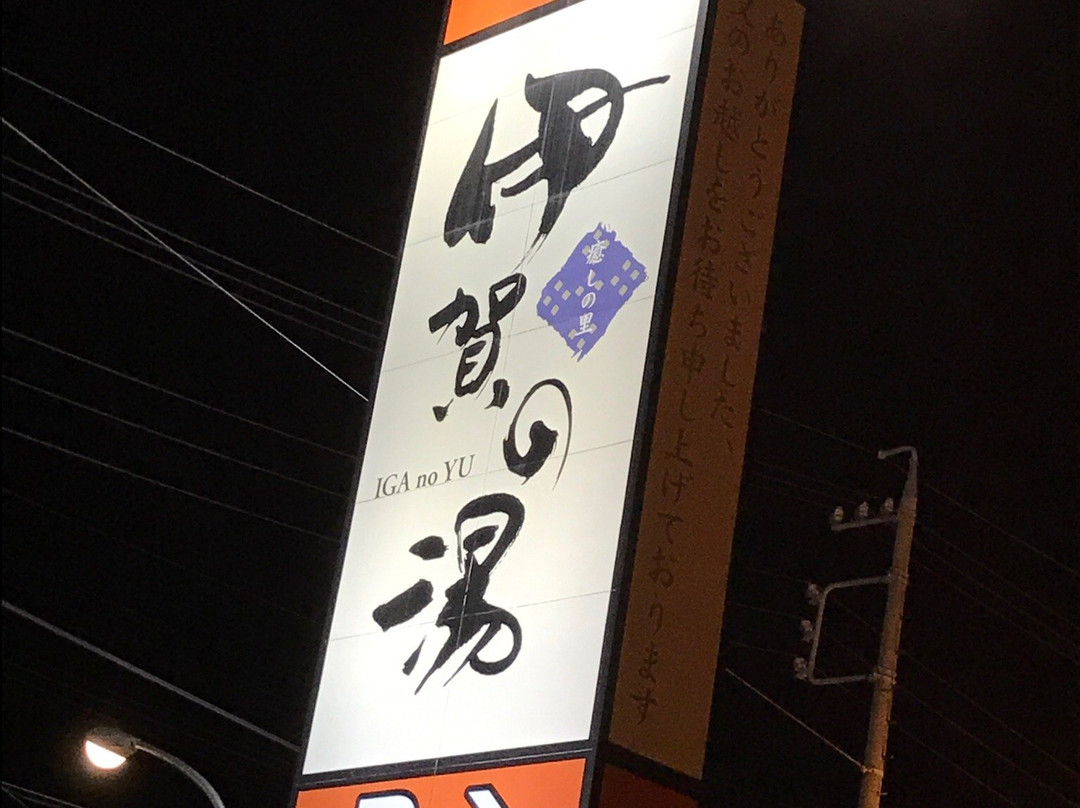 伊賀の湯
癒しの里
IGA no YU
ありがとうございました、
又のお越しをお待ち申し上げております